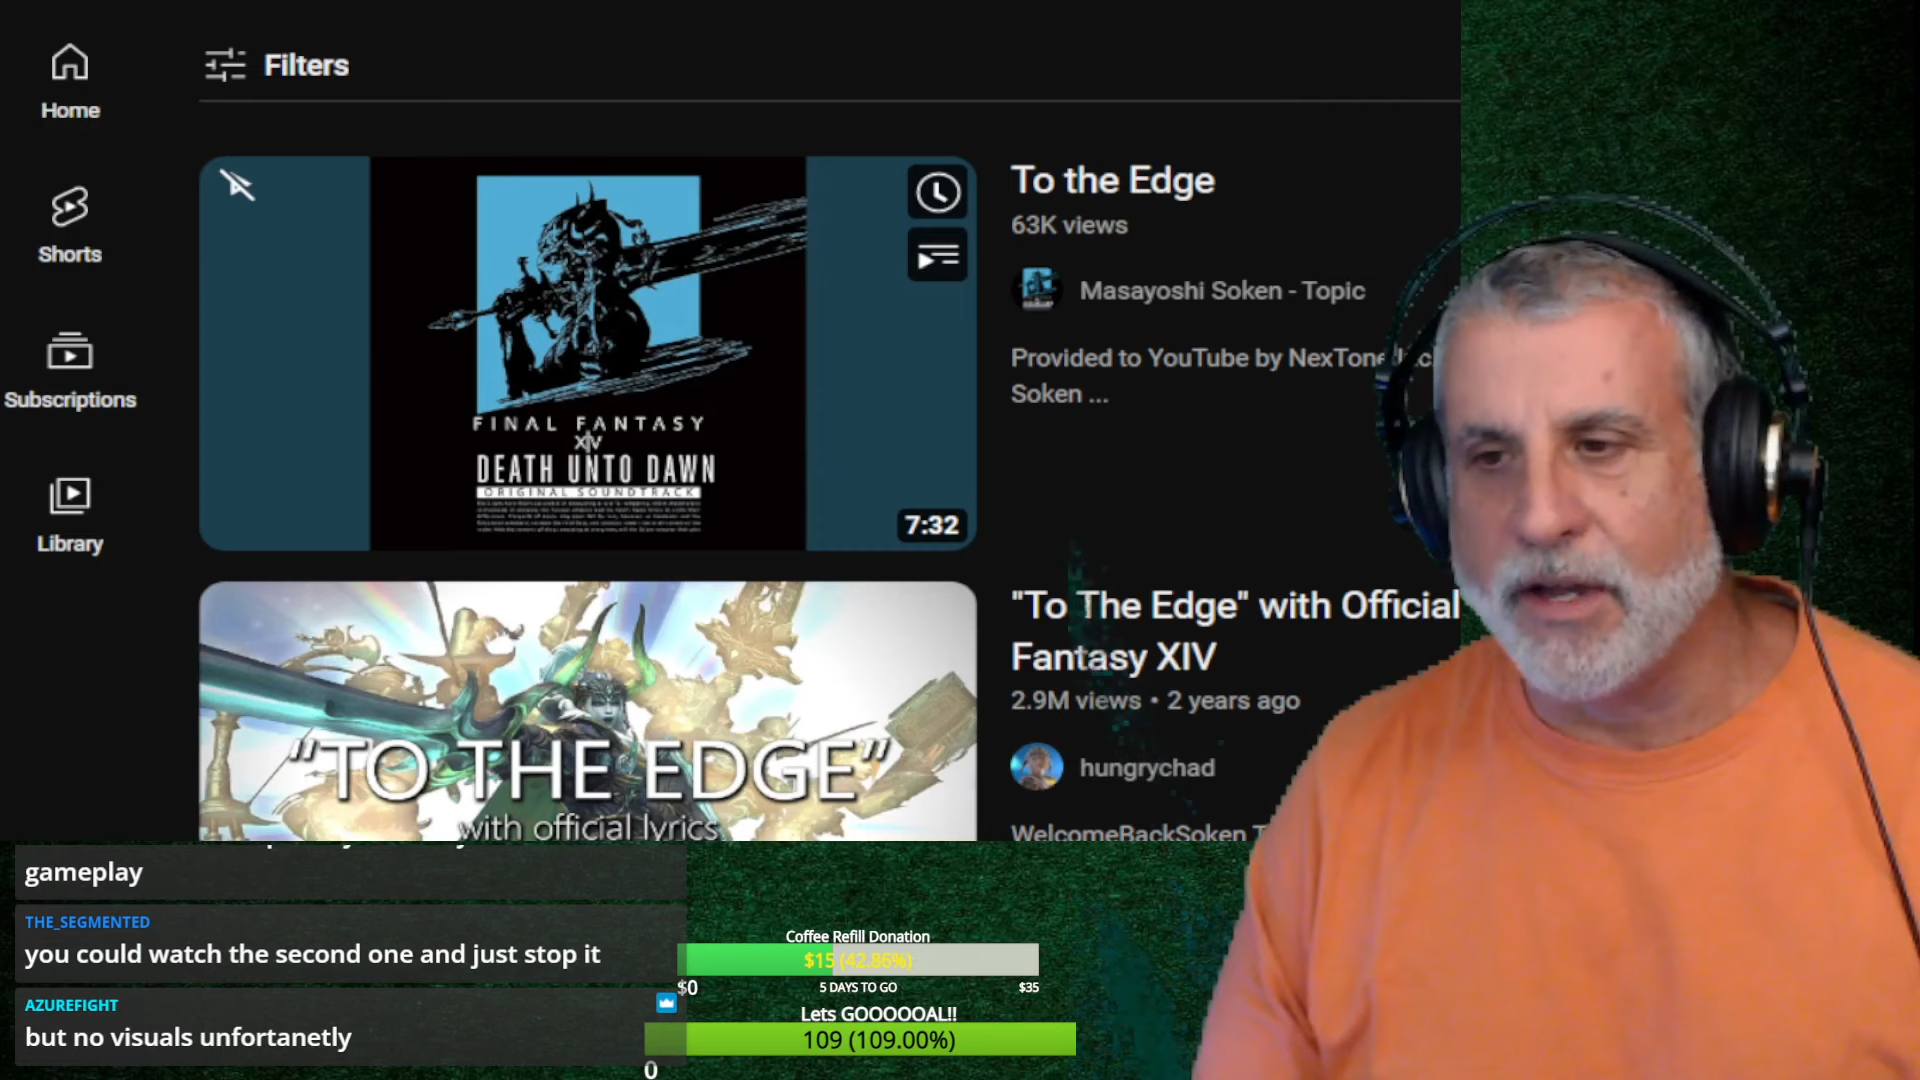 Home
Shorts
Subscriptions
Library
Filters
FINAL FANTASY
XIV
DEATH UNTO DAWN
ORIGINAL SOUNDTRACK
7:32
To the Edge
63K views
Masayoshi Soken - Topic
Provided to YouTube by NexTone
Soken ...
"TO THE EDGE"
with official lyrics
"To The Edge" with Official
Fantasy XIV
2.9M views • 2 years ago
hungrychad
WelcomeBackSoken
gameplay
THE_SEGMENTED
you could watch the second one and just stop it
AZUREFIGHT
but no visuals unfortanetly
Coffee Refill Donation
$15 (42.86%)
$0 5 DAYS TO GO $35
Lets GOOOOOAL!!
109 (109.00%)
0